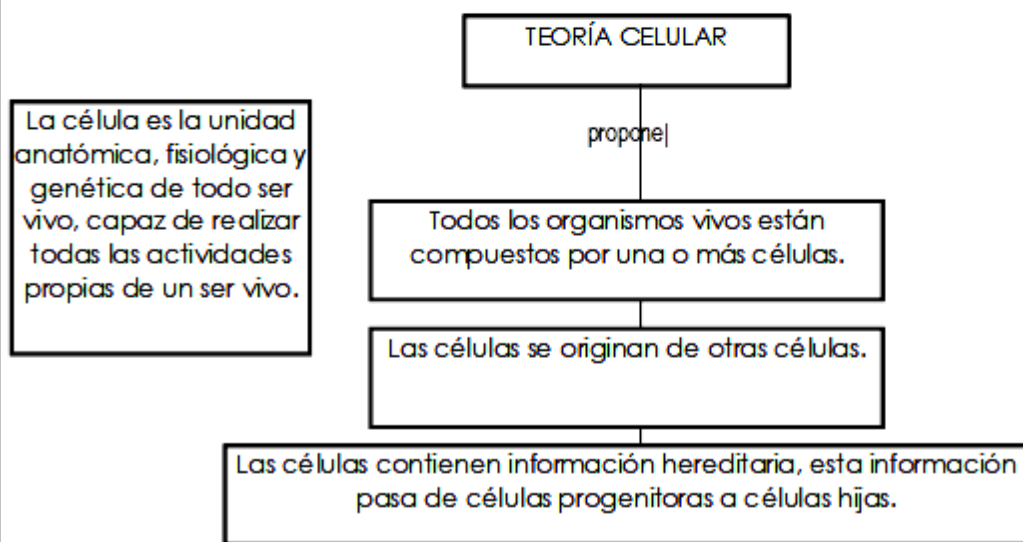 TEORÍA CELULAR
propone
La célula es la unidad
anatómica, fisiológica y
genética de todo ser
vivo, capaz de realizar
todas las actividades
propias de un ser vivo.
Todos los organismos vivos están
compuestos por una o más células.
Las células se originan de otras células.
Las células contienen información hereditaria, esta información
pasa de células progenitoras a células hijas.